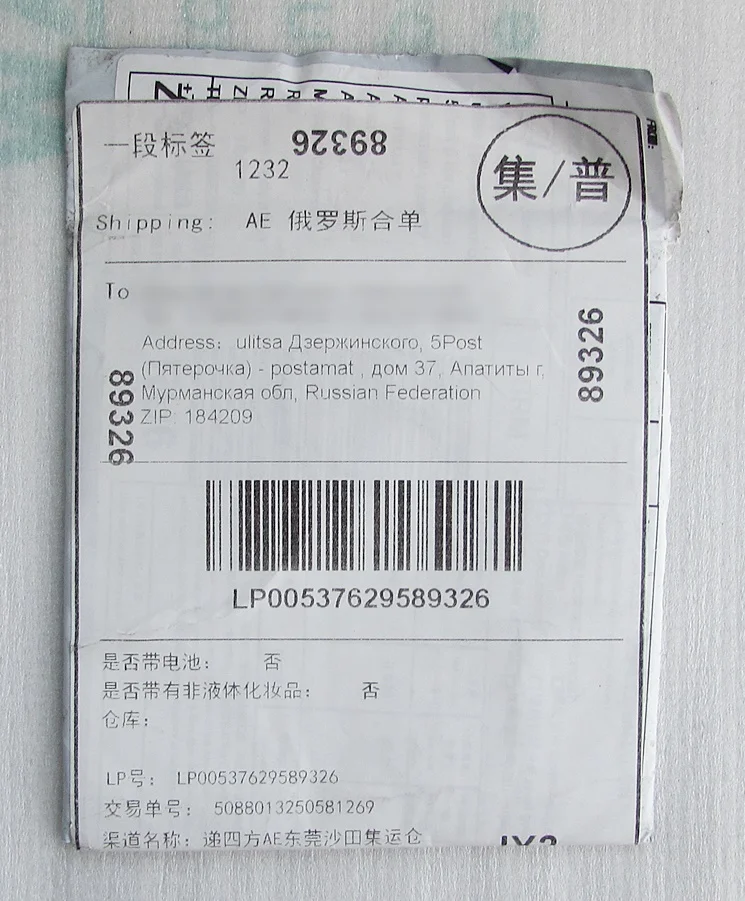 一段标签
89326
1232
集/普
Shipping: AE 俄罗斯合单
To
Address: ulitsa Дзержинского, 5Post
(Пятерочка) - postamat , дом 37, Апатиты г,
Мурманская обл, Russian Federation
ZIP: 184209
89326
89326
LP00537629589326
是否带电池: 否
是否带有非液体化妆品: 否
仓库:
LP号: LP00537629589326
交易单号: 5088013250581269
渠道名称: 递四方AE东莞沙田集运仓